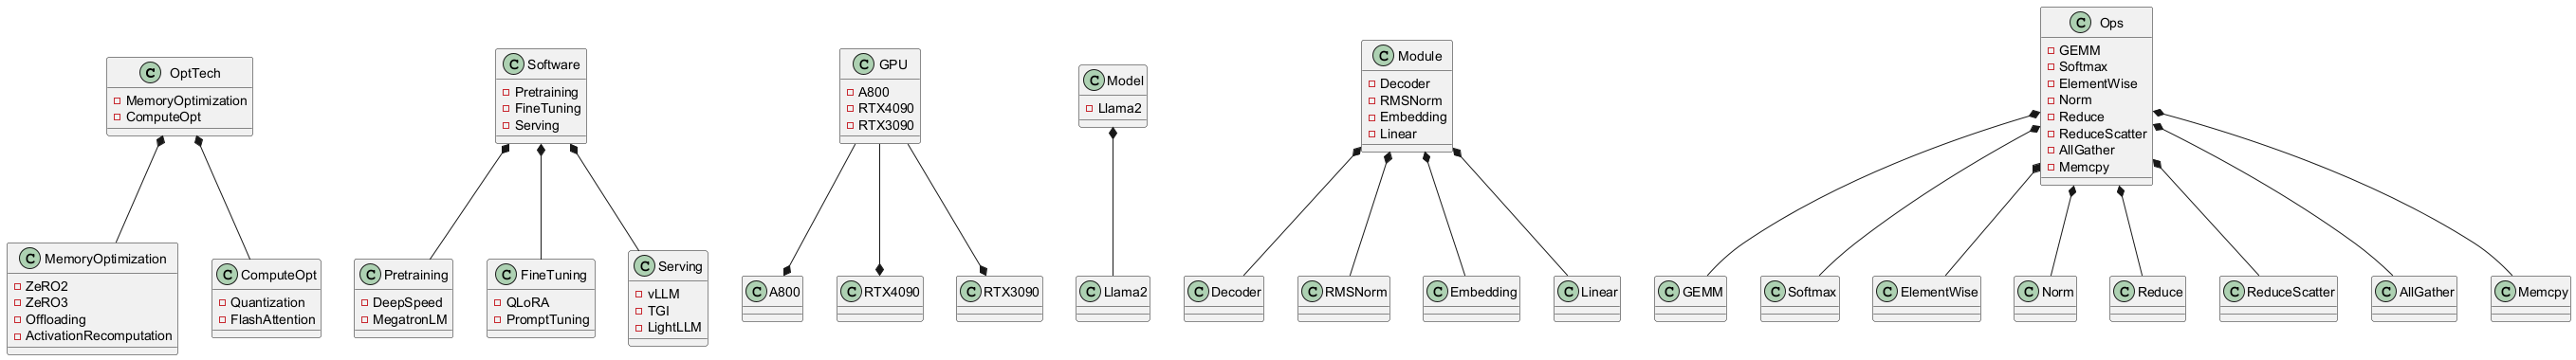 C OptTech
MemoryOptimization
ComputeOpt
C Software
Pretraining
FineTuning
Serving
C GPU
A800
RTX4090
RTX3090
C Model
Llama2
C Module
Decoder
RMSNorm
Embedding
Linear
C Ops
GEMM
Softmax
ElementWise
Norm
Reduce
ReduceScatter
AllGather
Memcpy
C MemoryOptimization
ZeRO2
ZeRO3
Offloading
ActivationRecomputation
C ComputeOpt
Quantization
FlashAttention
C Pretraining
DeepSpeed
MegatronLM
C FineTuning
QLoRA
PromptTuning
C Serving
vLLM
TGI
LightLLM
C A800
C RTX4090
C RTX3090
C Llama2
C Decoder
C RMSNorm
C Embedding
C Linear
C GEMM
C Softmax
C ElementWise
C Norm
C Reduce
C ReduceScatter
C AllGather
C Memcpy